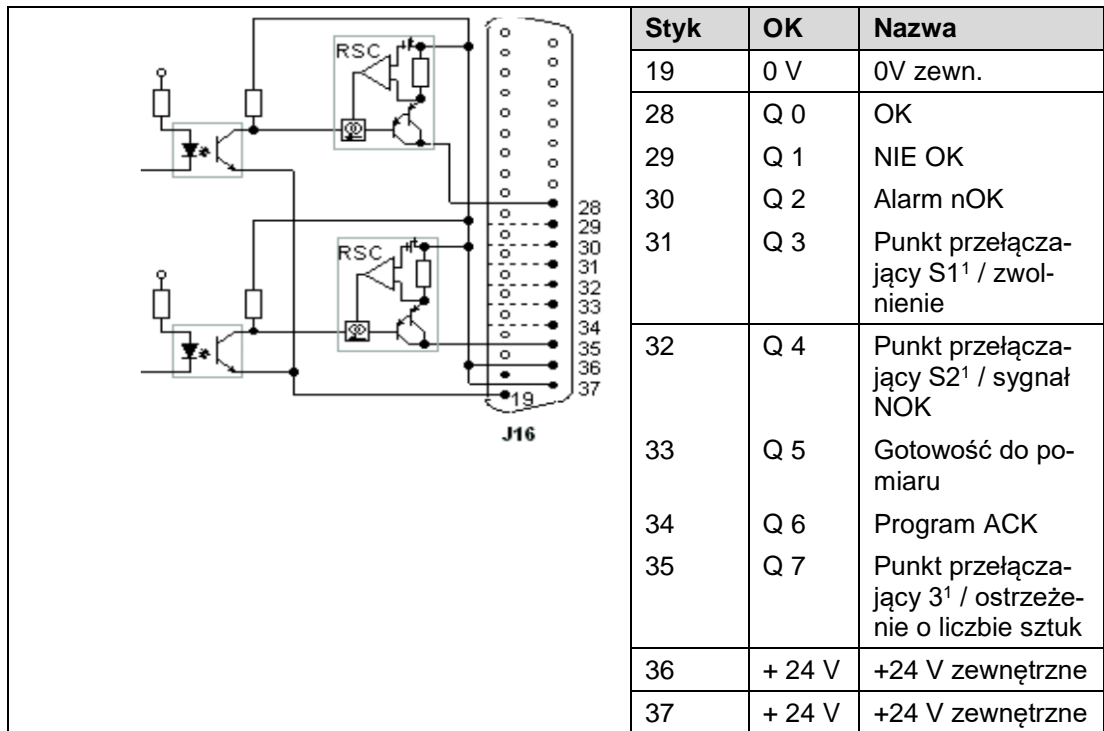 RSC
RSC
28
29
30
31
32
33
34
35
36
37
19
J16
Styk OK Nazwa
19 0 V 0V zewn.
28 Q 0 OK
29 Q 1 NIE OK
30 Q 2 Alarm nOK
31 Q 3 Punkt przełącza-
jący S1¹ / zwol-
nienie
32 Q 4 Punkt przełącza-
jący S2¹ / sygnał
NOK
33 Q 5 Gotowość do po-
miaru
34 Q 6 Program ACK
35 Q 7 Punkt przełącza-
jący 3¹ / ostrzeże-
nie o liczbie sztuk
36 + 24 V +24 V zewnętrzne
37 + 24 V +24 V zewnętrzne